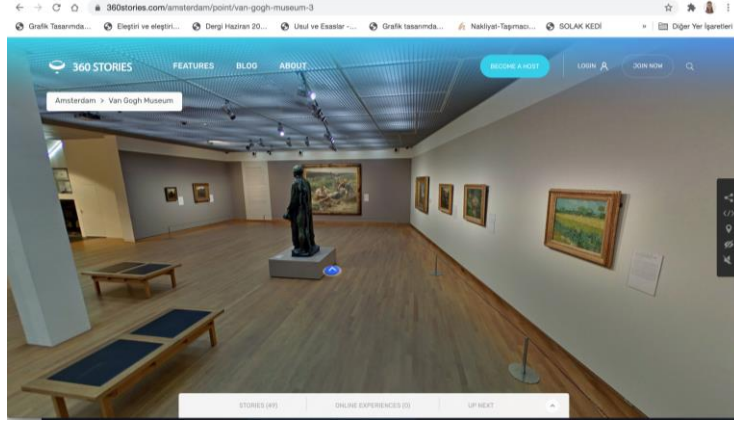 360stories.com/amsterdam/point/van-gogh-museum-3
Grafik Tasarımda... Eleştiri ve eleştiri... Dergi Haziran 20... Usul ve Esaslar -... Grafik tasarımda... Nakliyat-Taşımacı... SOLAK KEDİ » Diğer Yer İşaretleri
360 STORIES FEATURES BLOG ABOUT BECOME A HOST LOGIN JOIN NOW
Amsterdam > Van Gogh Museum
STORIES (49) ONLINE EXPERIENCES (0) UP NEXT